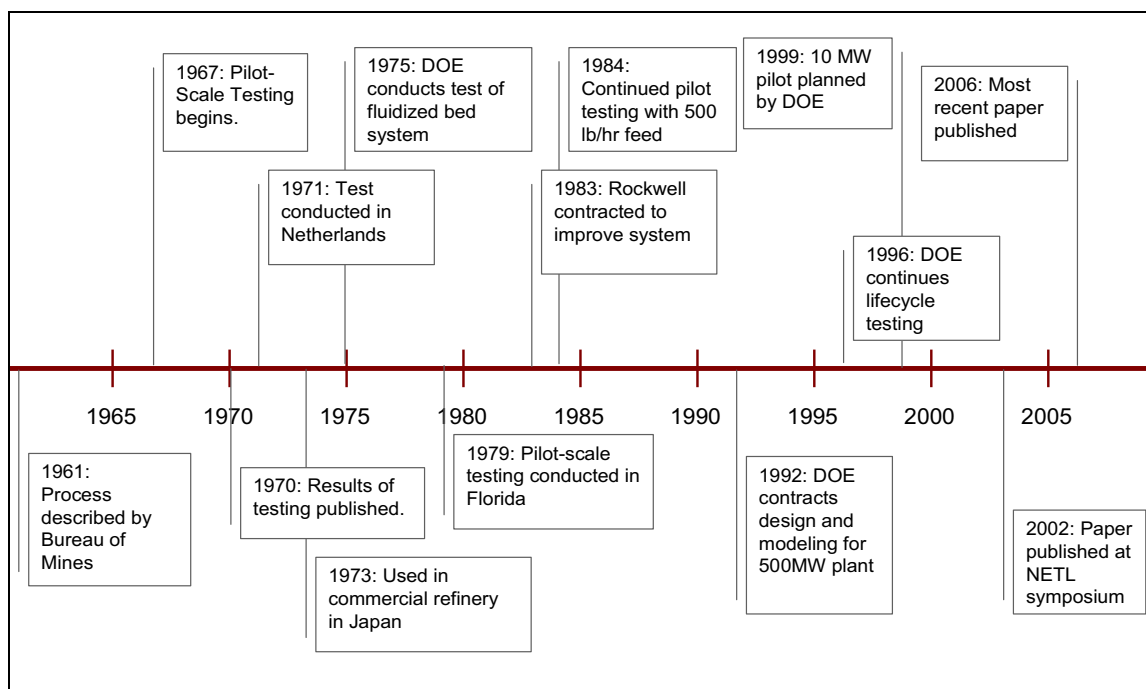 1967: Pilot-
Scale Testing
begins.
1975: DOE
conducts test of
fluidized bed
system
1984:
Continued pilot
testing with 500
lb/hr feed
1999: 10 MW
pilot planned
by DOE
2006: Most
recent paper
published
1971: Test
conducted in
Netherlands
1983: Rockwell
contracted to
improve system
1996: DOE
continues
lifecycle
testing
1965
1970
1975
1980
1985
1990
1995
2000
2005
1961:
Process
described by
Bureau of
Mines
1970: Results of
testing published.
1979: Pilot-scale
testing conducted in
Florida
1992: DOE
contracts
design and
modeling for
500MW plant
2002: Paper
published at
NETL
symposium
1973: Used in
commercial refinery
in Japan